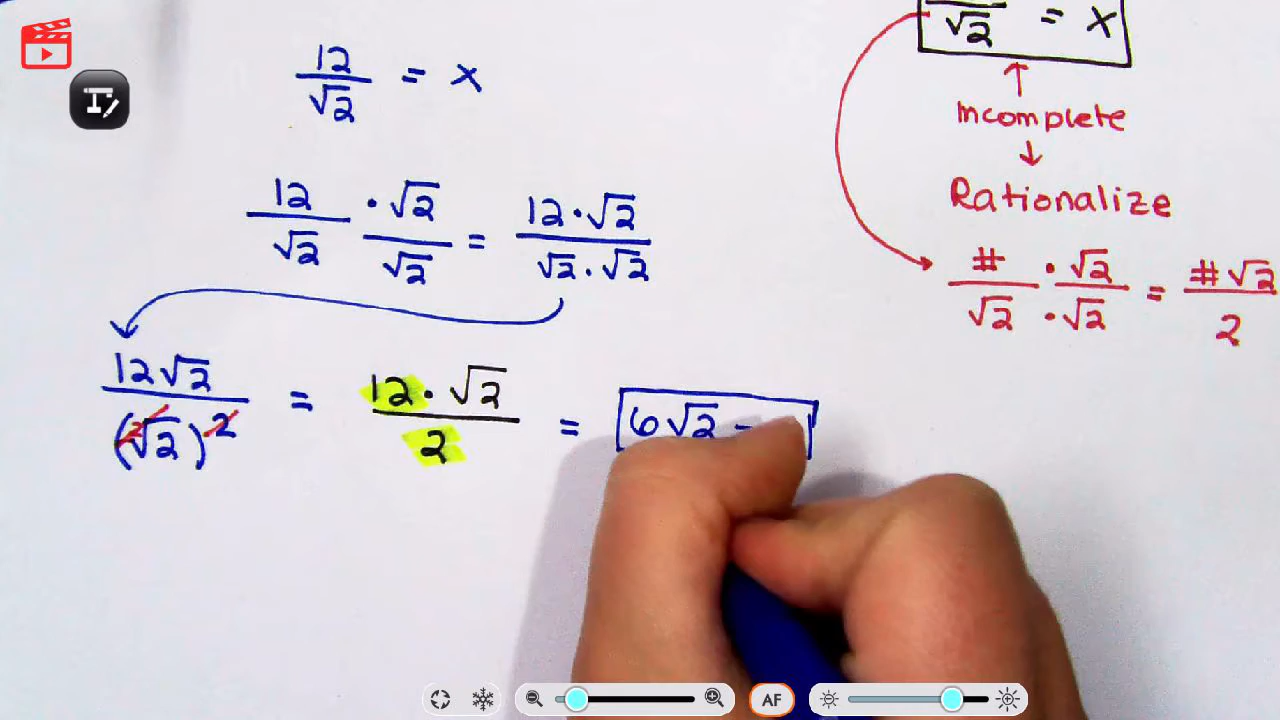 12/√2 = x
12/√2 · √2/√2 = 12·√2/√2·√2
12√2/(√2)² = 12·√2/2 = 6√2 =
√2 = x
Incomplete
Rationalize
#/√2 · √2/√2 = #√2/2
AF